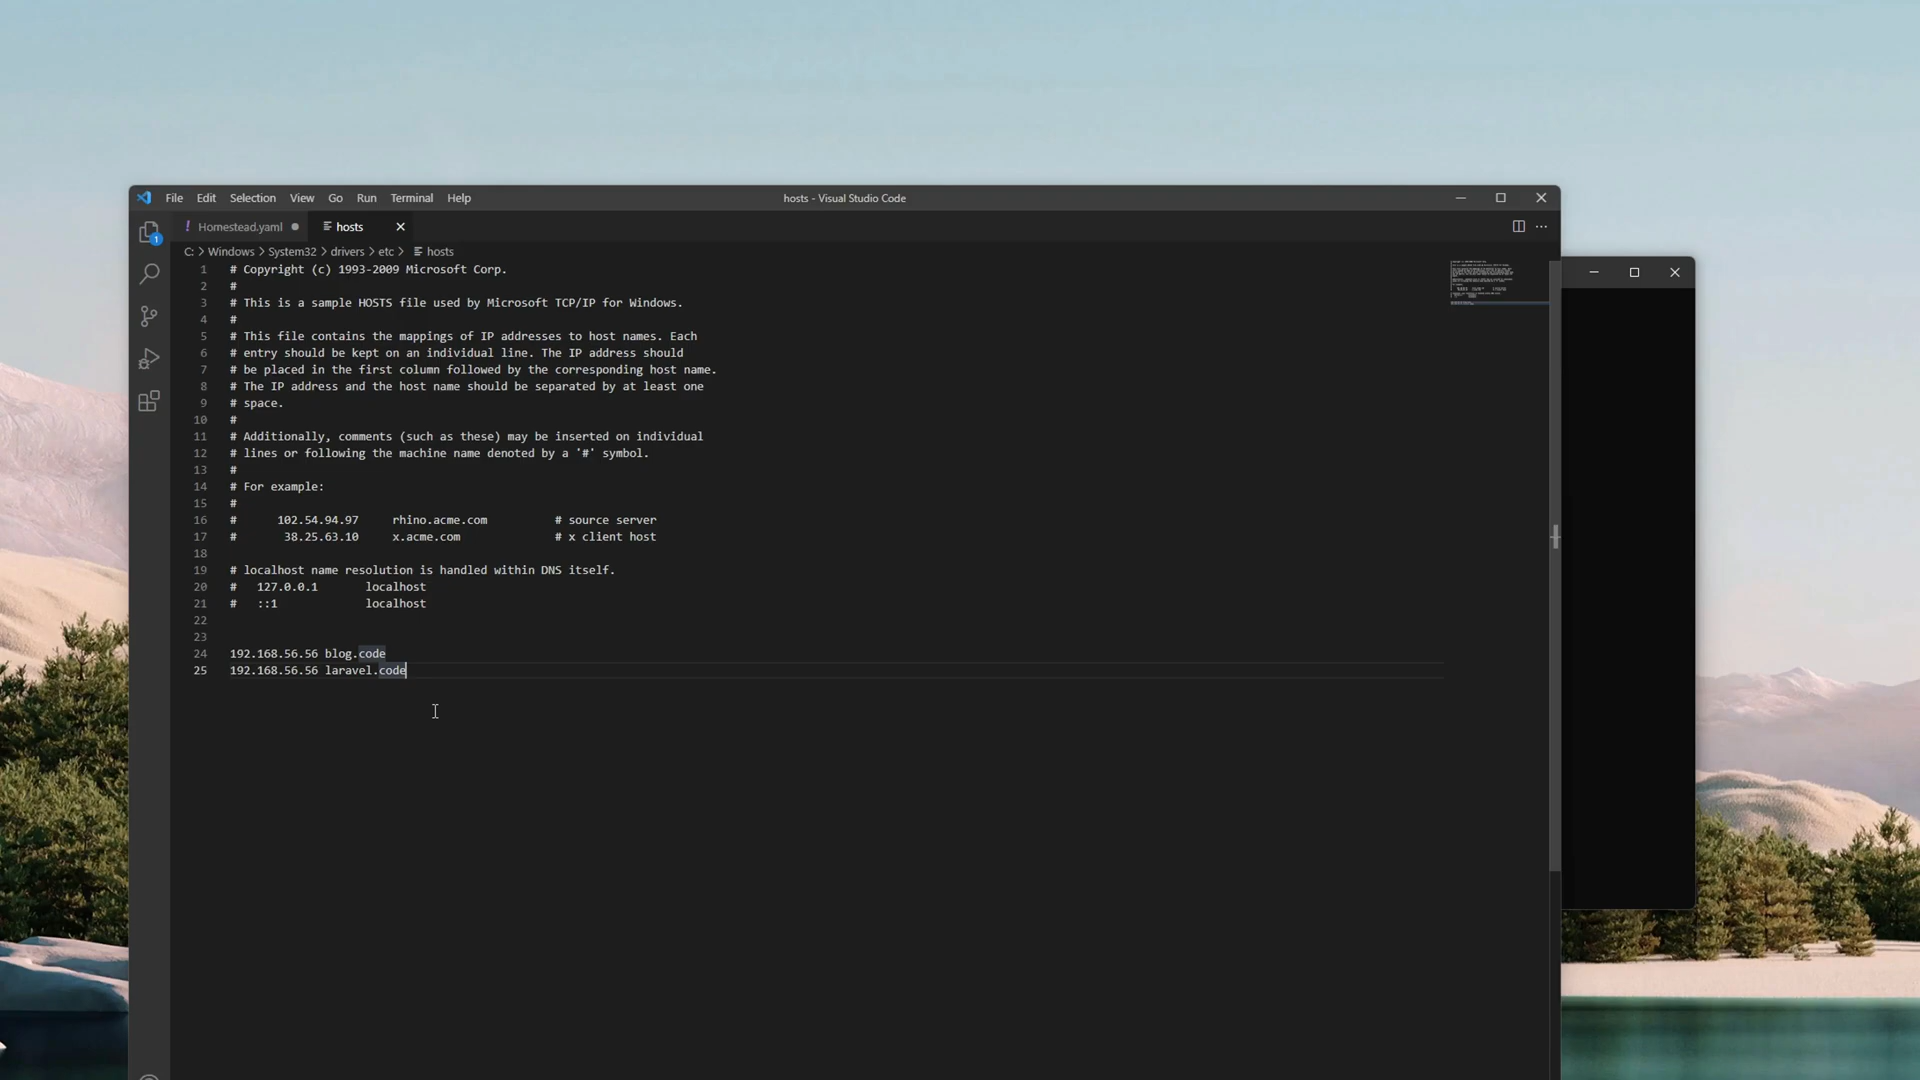 File Edit Selection View Go Run Terminal Help
hosts - Visual Studio Code
! Homestead.yaml
hosts
C: > Windows > System32 > drivers > etc > hosts
1
1 # Copyright (c) 1993-2009 Microsoft Corp.
2 #
3 # This is a sample HOSTS file used by Microsoft TCP/IP for Windows.
4 #
5 # This file contains the mappings of IP addresses to host names. Each
6 # entry should be kept on an individual line. The IP address should
7 # be placed in the first column followed by the corresponding host name.
8 # The IP address and the host name should be separated by at least one
9 # space.
10 #
11 # Additionally, comments (such as these) may be inserted on individual
12 # lines or following the machine name denoted by a '#' symbol.
13 #
14 # For example:
15 #
16 #      102.54.94.97     rhino.acme.com          # source server
17 #       38.25.63.10     x.acme.com              # x client host
18
19 # localhost name resolution is handled within DNS itself.
20 #   127.0.0.1       localhost
21 #   ::1             localhost
22
23
24 192.168.56.56 blog.code
25 192.168.56.56 laravel.code